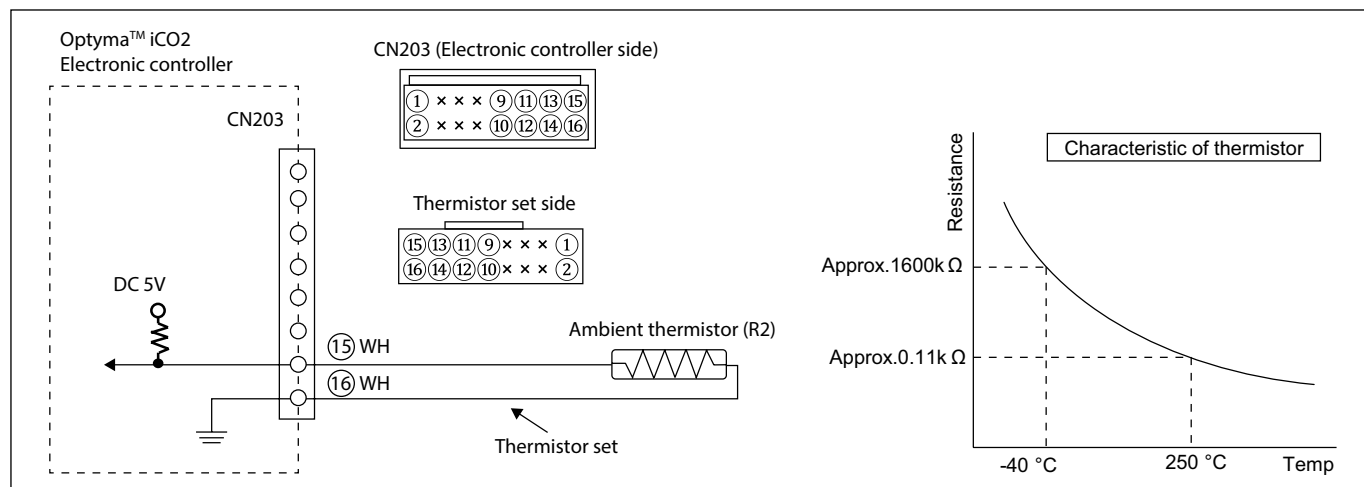 Optyma™ iCO2
Electronic controller
CN203
DC 5V
CN203 (Electronic controller side)
1 × × × 9 11 13 15
2 × × × 10 12 14 16
Thermistor set side
15 13 11 9 × × × 1
16 14 12 10 × × × 2
15 WH
16 WH
Ambient thermistor (R2)
Thermistor set
Characteristic of thermistor
Resistance
Approx.1600k Ω
Approx.0.11k Ω
-40 °C
250 °C
Temp